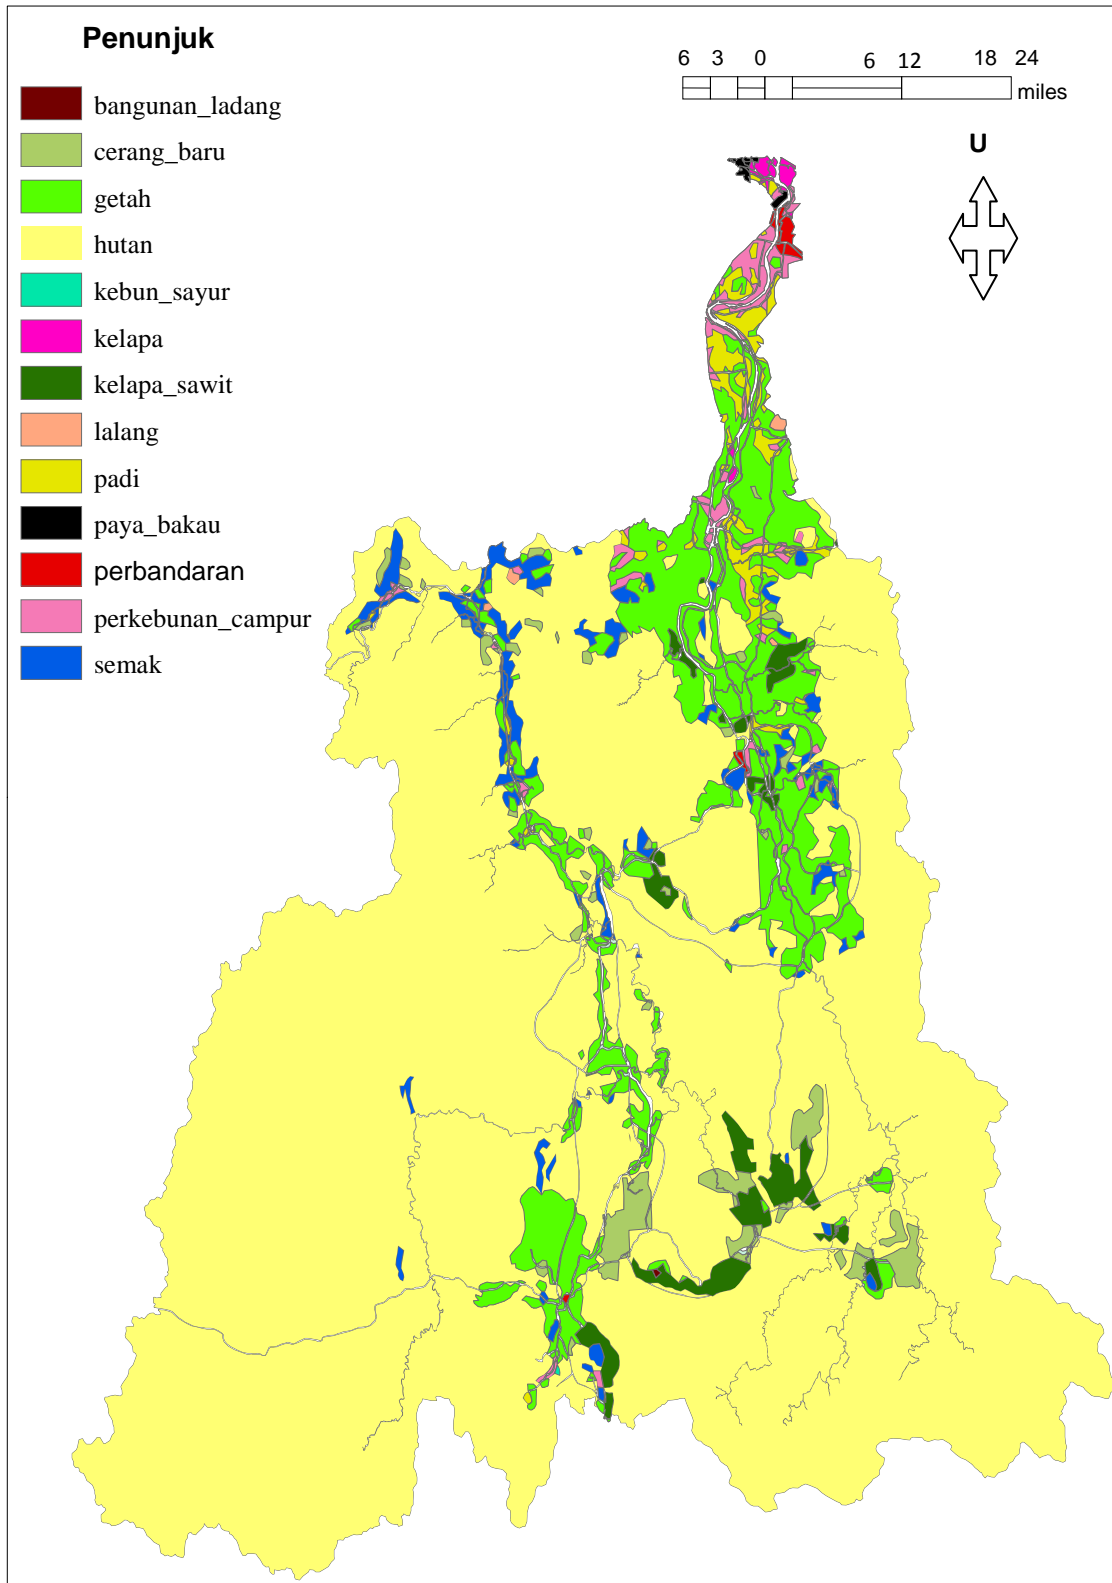 Penunjuk
6 3 0 6 12 18 24
miles
U
bangunan_ladang
cerang_baru
getah
hutan
kebun_sayur
kelapa
kelapa_sawit
lalang
padi
paya_bakau
perbandaran
perkebunan_campur
semak